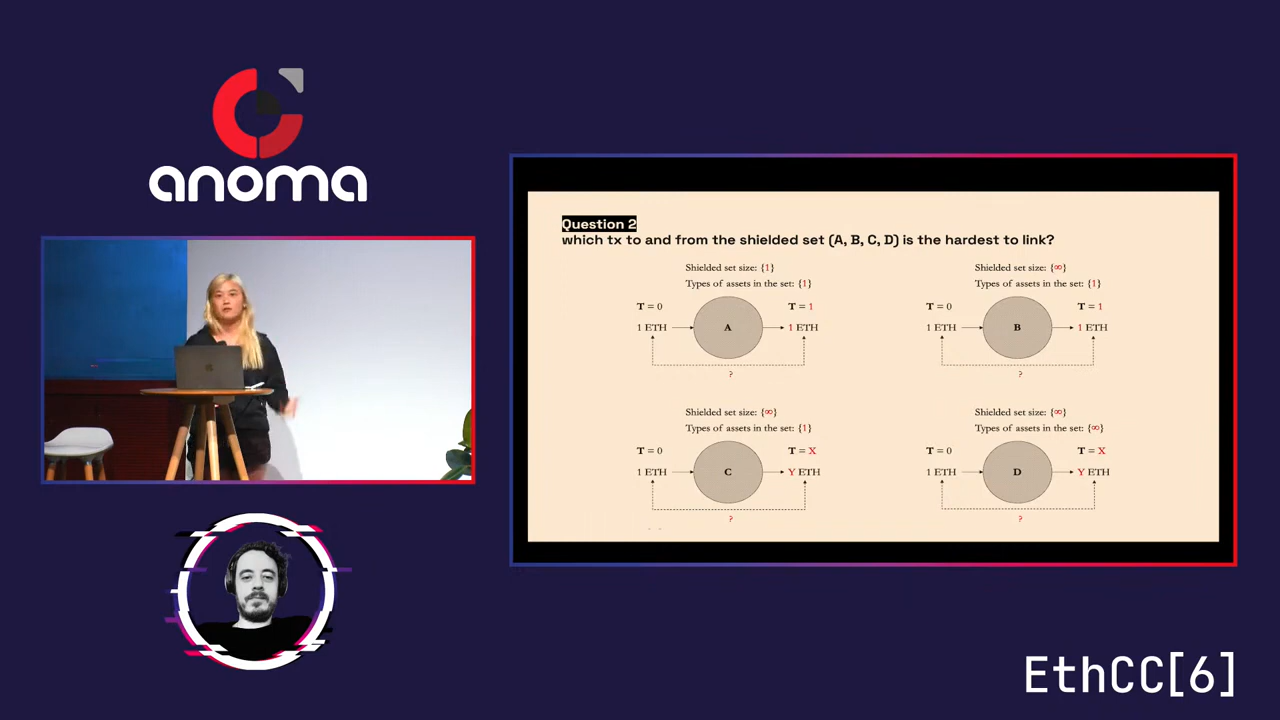 anoma
Question 2
which tx to and from the shielded set (A, B, C, D) is the hardest to link?
Shielded set size: {1}
Types of assets in the set: {1}
T = 0
T = 1
1 ETH
A
1 ETH
?
Shielded set size: {∞}
Types of assets in the set: {1}
T = 0
T = 1
1 ETH
B
1 ETH
?
Shielded set size: {∞}
Types of assets in the set: {1}
T = 0
T = X
1 ETH
C
Y ETH
?
Shielded set size: {∞}
Types of assets in the set: {∞}
T = 0
T = X
1 ETH
D
Y ETH
?
EthCC[6]